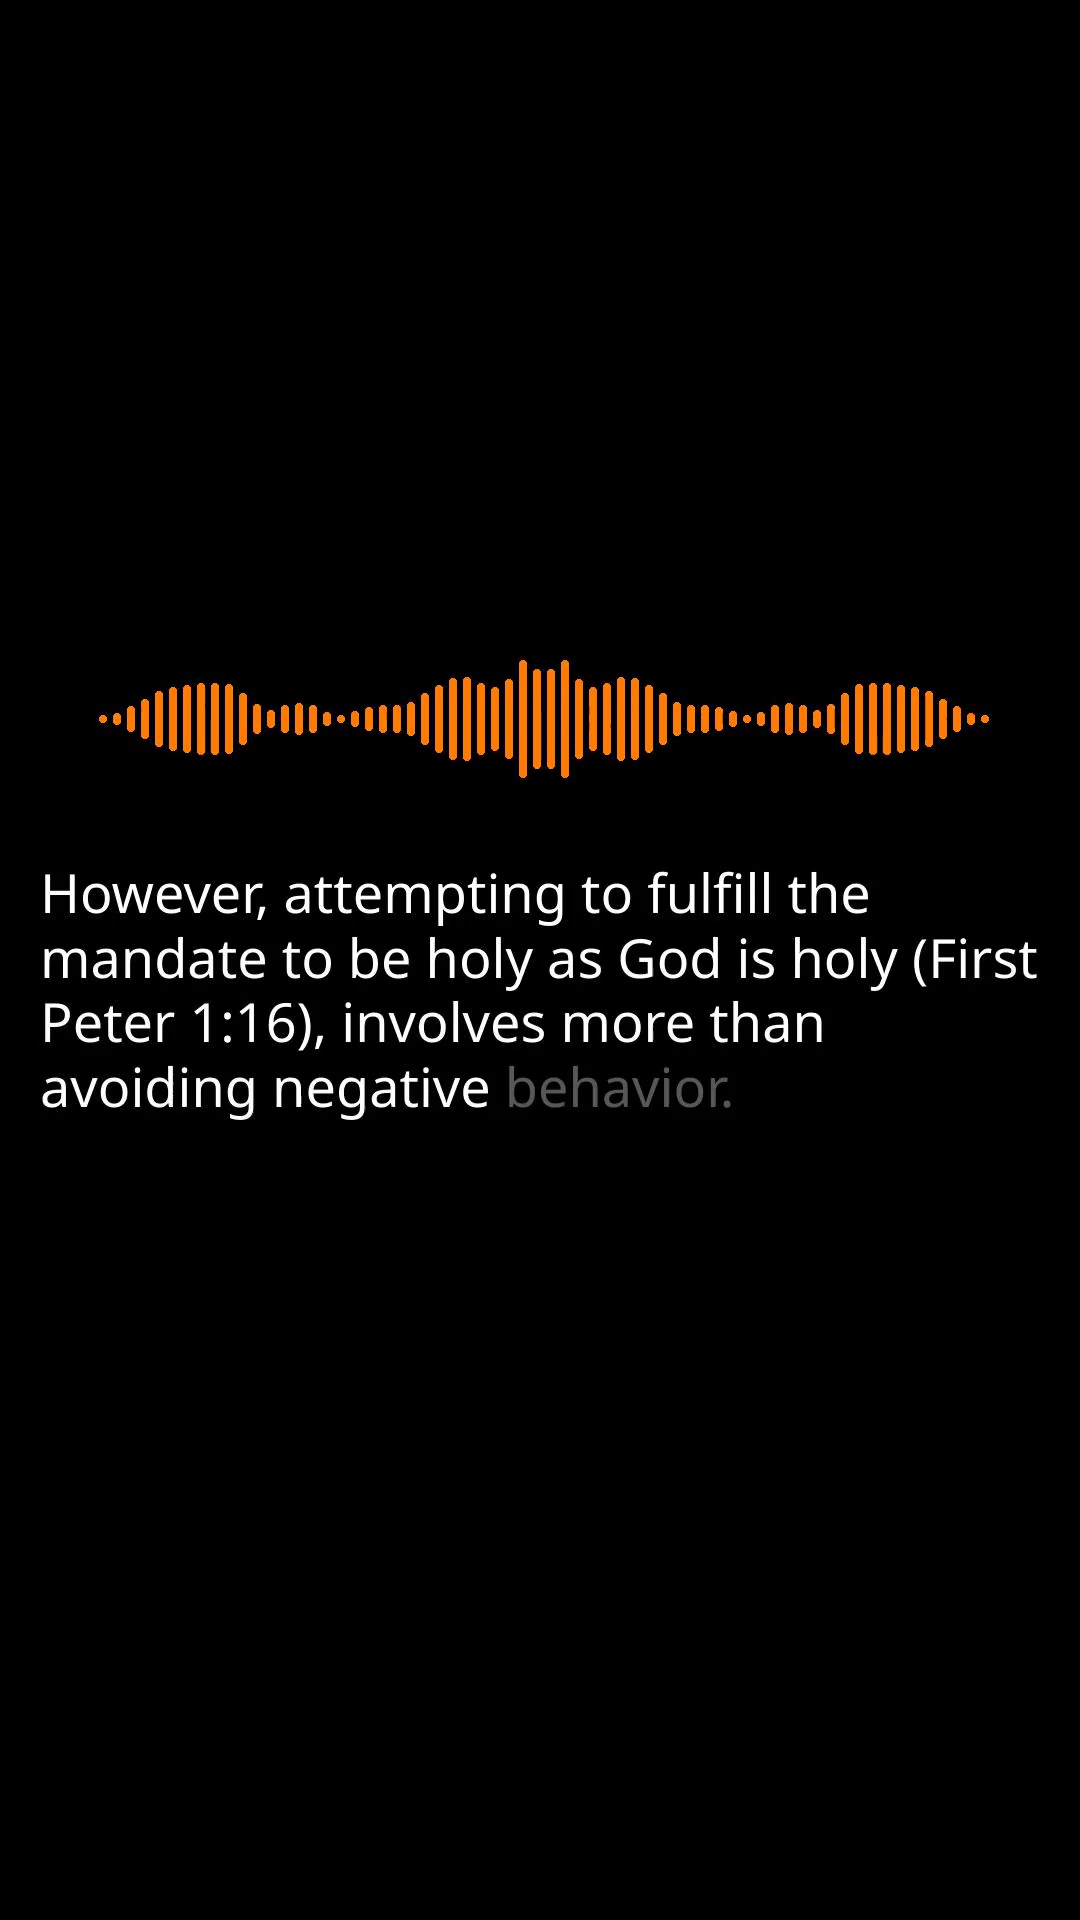 However, attempting to fulfill the
mandate to be holy as God is holy (First
Peter 1:16), involves more than
avoiding negative behavior.